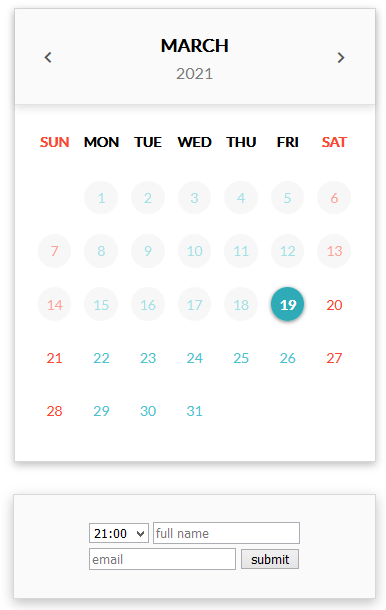 MARCH
2021
SUN MON TUE WED THU FRI SAT
1 2 3 4 5 6
7 8 9 10 11 12 13
14 15 16 17 18 19 20
21 22 23 24 25 26 27
28 29 30 31
21:00 full name
email submit